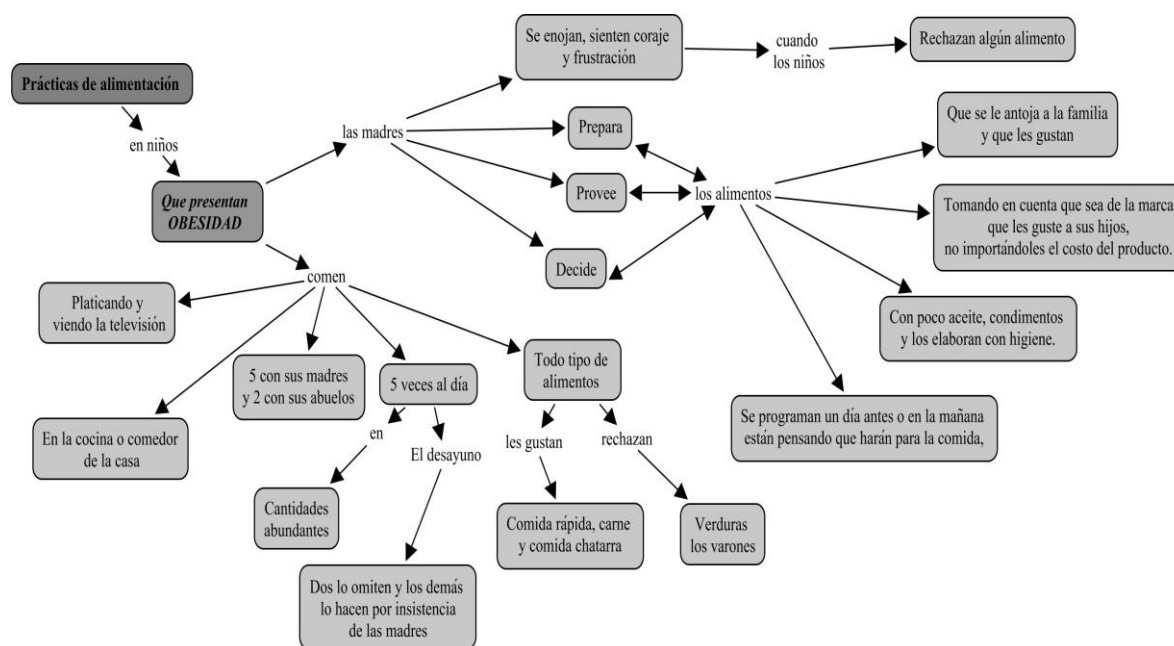 Prácticas de alimentación
en niños
Que presentan
OBESIDAD
las madres
Se enojan, sienten coraje
y frustración
cuando
los niños
Rechazan algún alimento
Prepara
Provee
Decide
los alimentos
Que se le antoja a la familia
y que les gustan
Tomando en cuenta que sea de la marca
que les guste a sus hijos,
no importándoles el costo del producto.
Con poco aceite, condimentos
y los elaboran con higiene.
Se programan un día antes o en la mañana
están pensando que harán para la comida,
comen
Platicando y
viendo la televisión
En la cocina o comedor
de la casa
5 con sus madres
y 2 con sus abuelos
5 veces al día
en
Cantidades
abundantes
El desayuno
Dos lo omiten y los demás
lo hacen por insistencia
de las madres
Todo tipo de
alimentos
les gustan
Comida rápida, carne
y comida chatarra
rechazan
Verduras
los varones